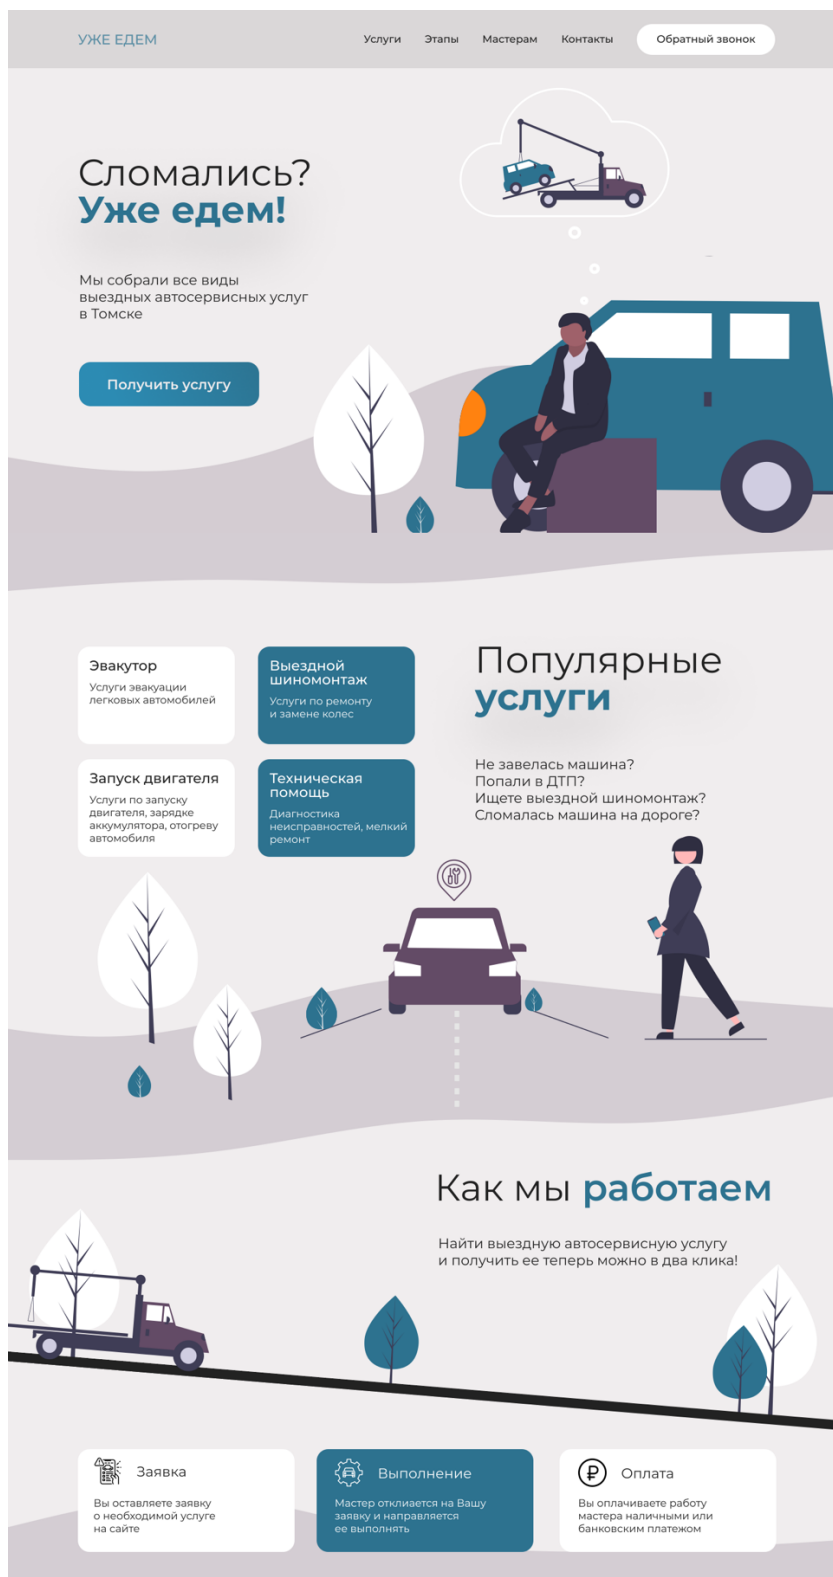 УЖЕ ЕДЕМ
Услуги Этапы Мастерам Контакты Обратный звонок
Сломались?
Уже едем!
Мы собрали все виды
выездных автосервисных услуг
в Томске
Получить услугу
Эвакутор
Услуги эвакуации
легковых автомобилей
Выездной
шиномонтаж
Услуги по ремонту
и замене колес
Запуск двигателя
Услуги по запуску
двигателя, зарядке
аккумулятора, отогреву
автомобиля
Техническая
помощь
Диагностика
неисправностей, мелкий
ремонт
Популярные
услуги
Не завелась машина?
Попали в ДТП?
Ищете выездной шиномонтаж?
Сломалась машина на дороге?
Как мы работаем
Найти выездную автосервисную услугу
и получить ее теперь можно в два клика!
Заявка
Вы оставляете заявку
о необходимой услуге
на сайте
Выполнение
Мастер отклиается на Вашу
заявку и направляется
ее выполнять
Оплата
Вы оплачиваете работу
мастера наличными или
банковским платежом